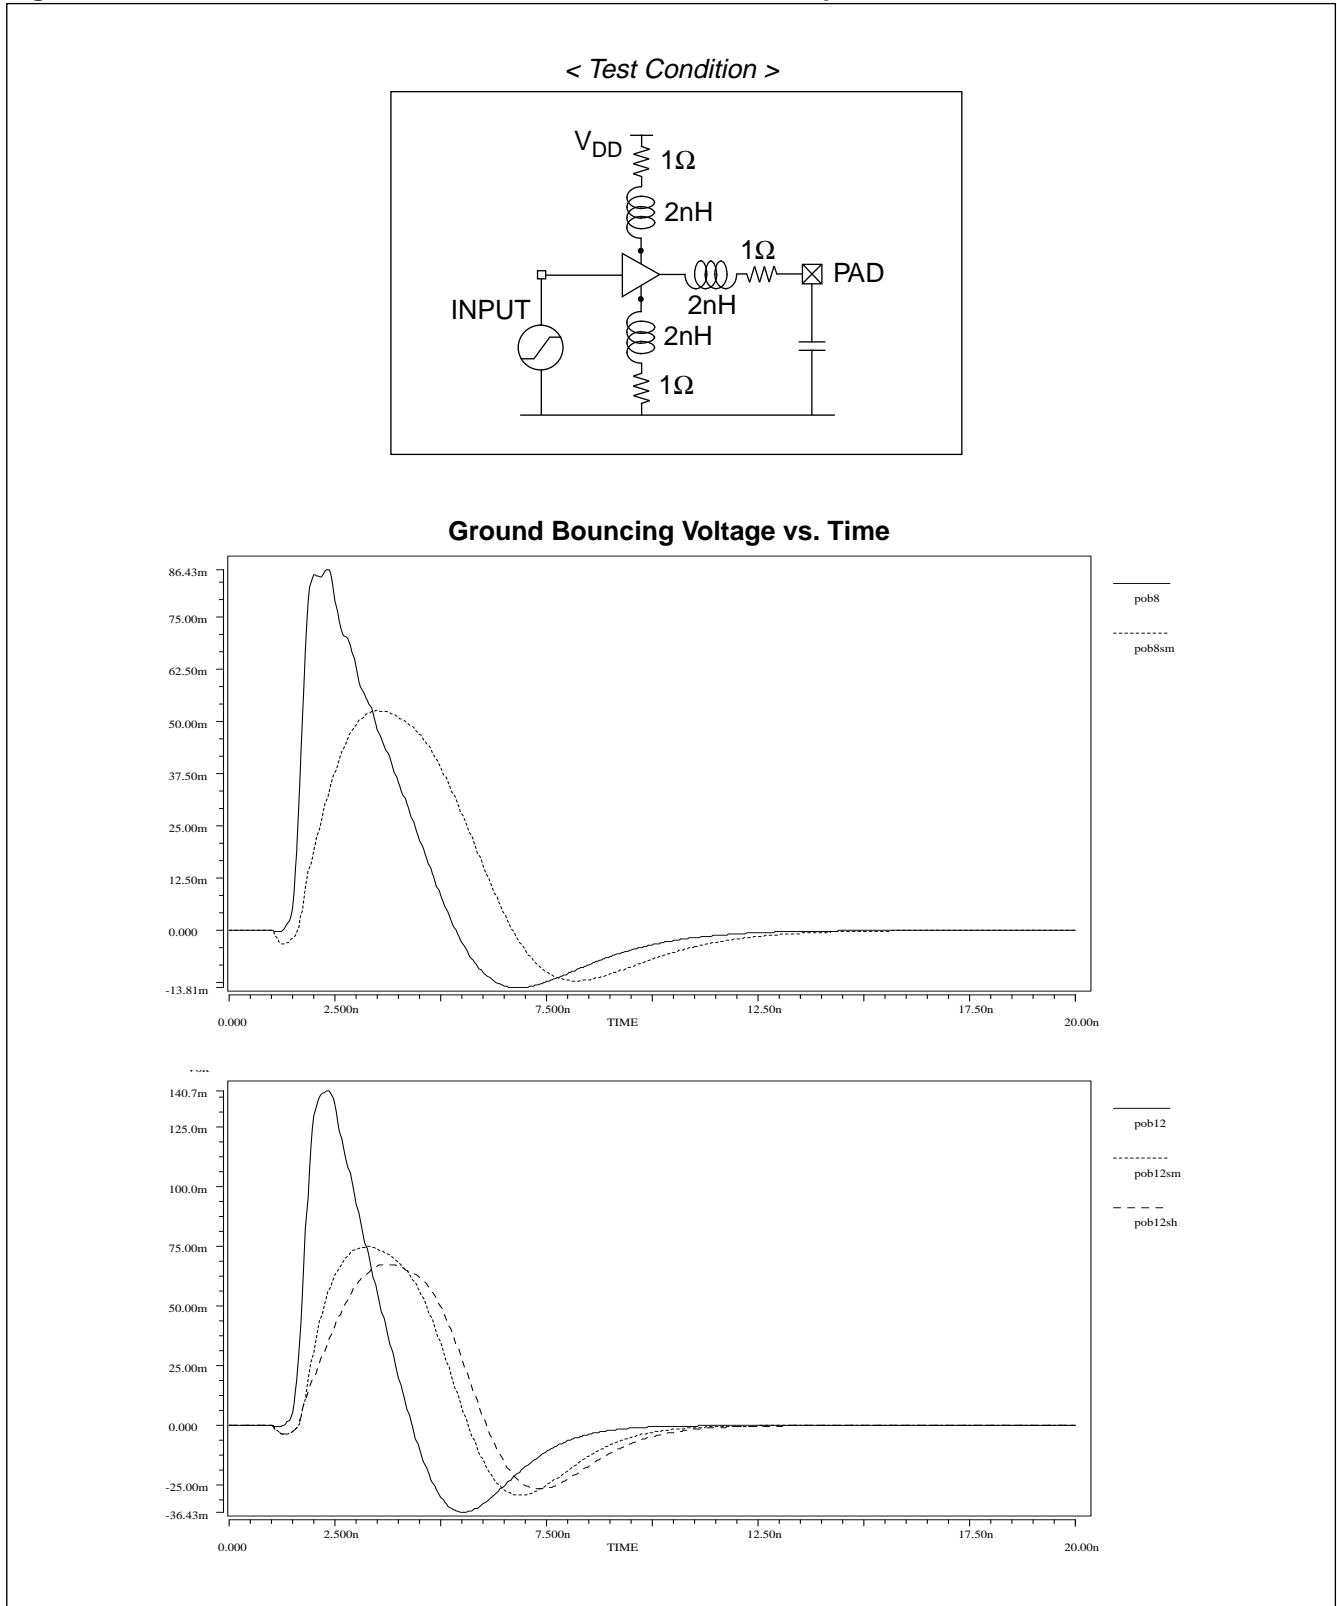 < Test Condition >
VDD
1Ω
2nH
1Ω
PAD
2nH
INPUT
2nH
1Ω
Ground Bouncing Voltage vs. Time
86.43m
75.00m
62.50m
50.00m
37.50m
25.00m
12.50m
0.000
-13.81m
pob8
pob8sm
2.500n
7.500n
12.50n
17.50n
0.000
TIME
20.00n
140.7m
125.0m
100.0m
75.00m
50.00m
25.00m
0.000
-25.00m
-36.43m
pob12
pob12sm
pob12sh
2.500n
7.500n
12.50n
17.50n
0.000
TIME
20.00n